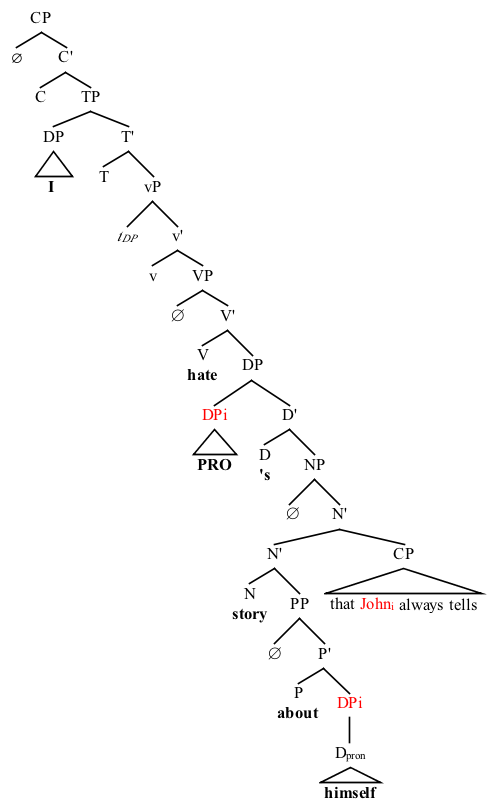 CP
∅ C'
C TP
DP T'
I T vP
tDP v'
v VP
∅ V'
V DP
hate
DPi D'
PRO D NP
's
∅ N'
N' CP
N PP that Johni always tells
story
∅ P'
P DPi
about
Dpron
himself